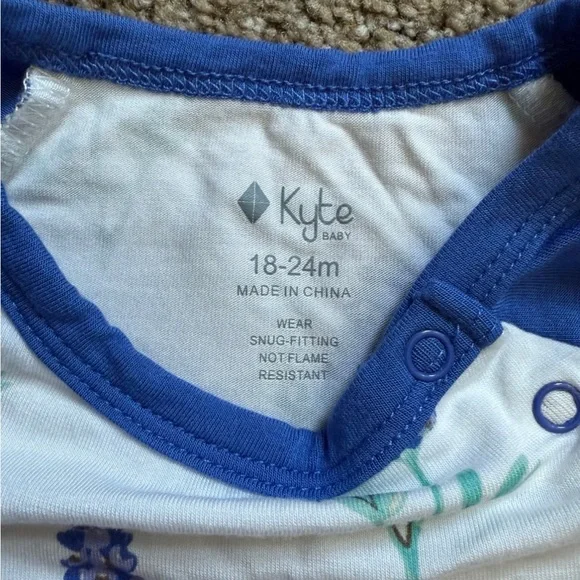 Kyte
BABY
18-24m
MADE IN CHINA
WEAR
SNUG-FITTING
NOT FLAME
RESISTANT